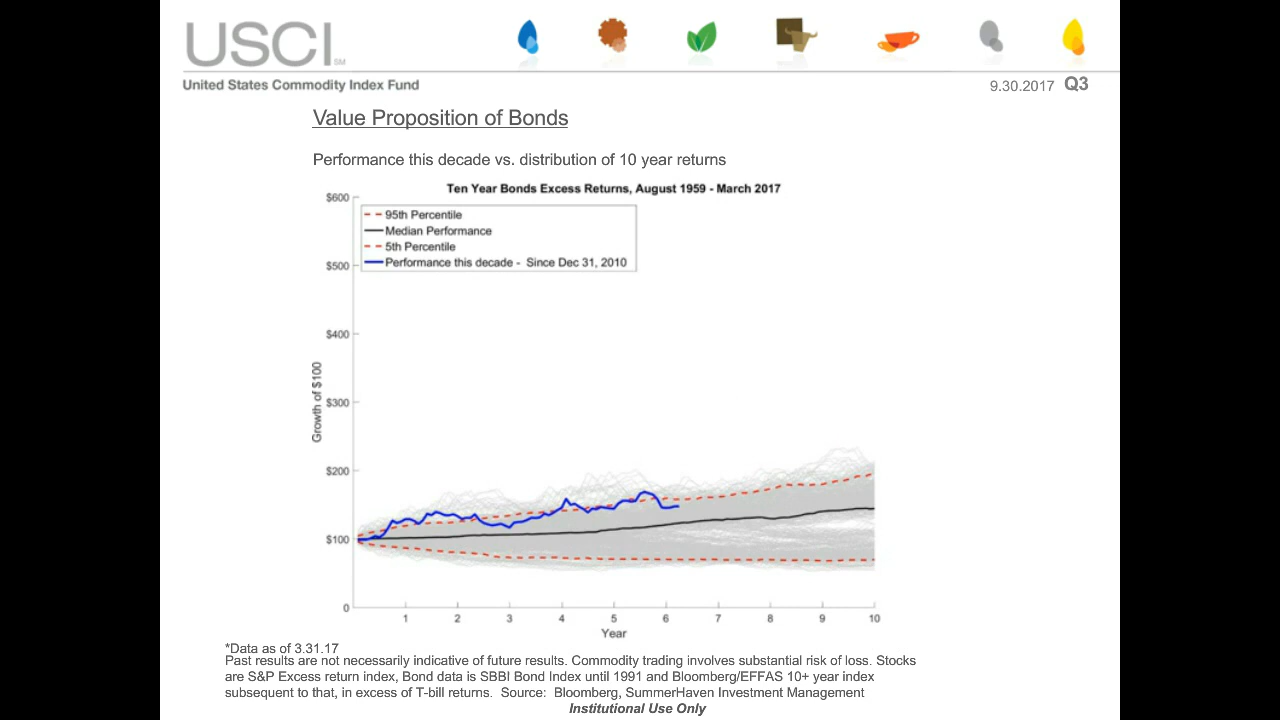 USCI SM
United States Commodity Index Fund
9.30.2017 Q3
Value Proposition of Bonds
Performance this decade vs. distribution of 10 year returns
Ten Year Bonds Excess Returns, August 1959 - March 2017
$600
95th Percentile
Median Performance
5th Percentile
Performance this decade - Since Dec 31, 2010
$500
$400
$300
$200
$100
0
Growth of $100
1 2 3 4 5 6 7 8 9 10
Year
*Data as of 3.31.17
Past results are not necessarily indicative of future results. Commodity trading involves substantial risk of loss. Stocks
are S&P Excess return index, Bond data is SBBI Bond Index until 1991 and Bloomberg/EFFAS 10+ year index
subsequent to that, in excess of T-bill returns. Source: Bloomberg, SummerHaven Investment Management
Institutional Use Only